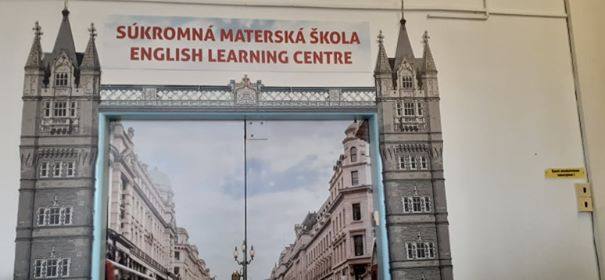 SÚKROMNÁ MATERSKÁ ŠKOLA
ENGLISH LEARNING CENTRE